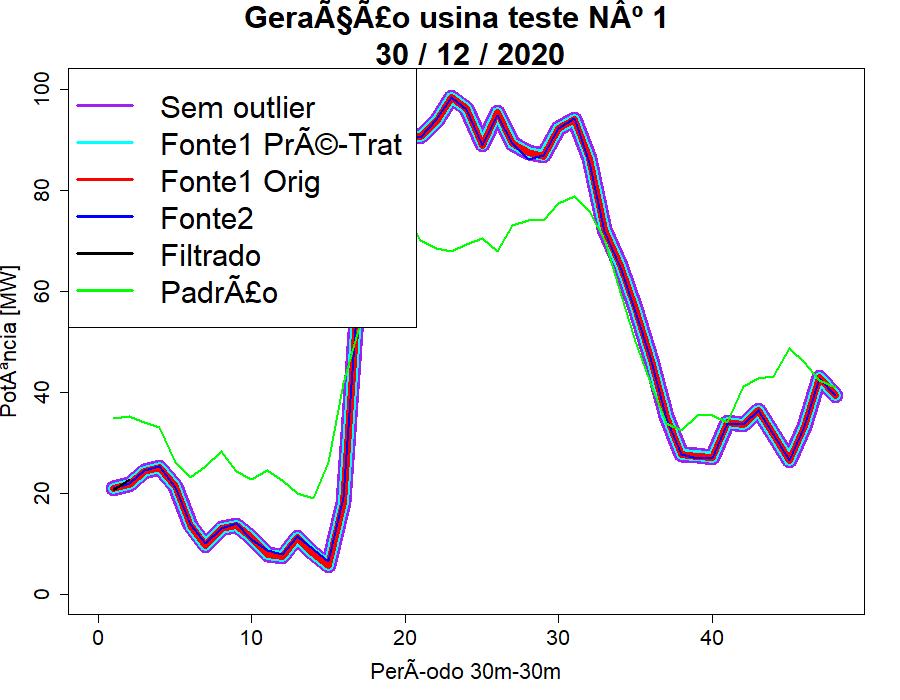 GeraÃ§Ã£o usina teste NÂº 1
30 / 12 / 2020
Sem outlier
Fonte1 PrÃ©-Trat
Fonte1 Orig
Fonte2
Filtrado
PadrÃ£o
PotÃªncia [MW]
100
80
60
40
20
0
0 10 20 30 40
PerÃ­-odo 30m-30m